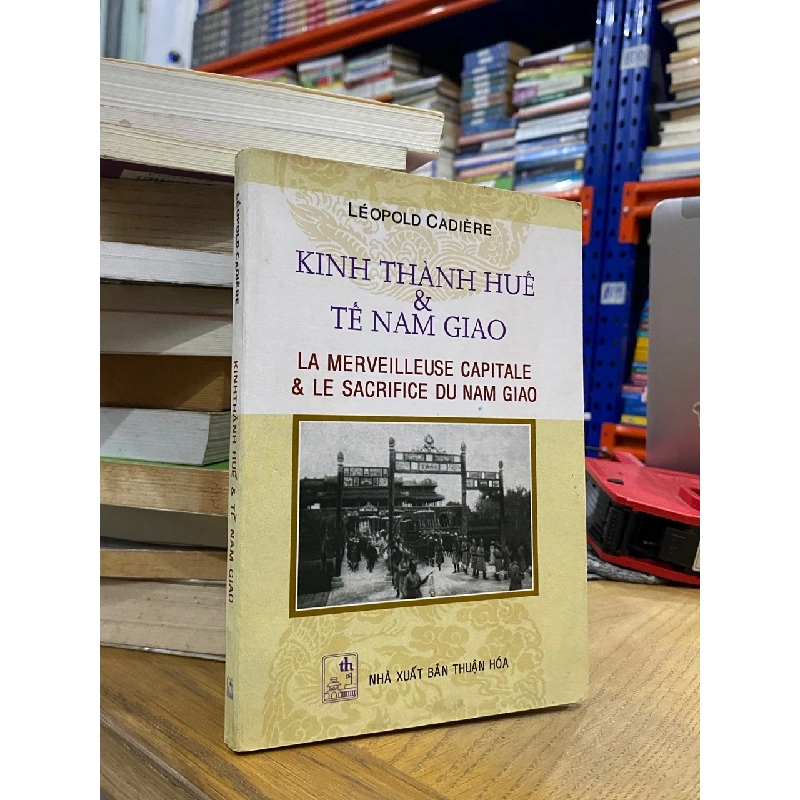 LÉOPOLD CADIÈRE
KINH THÀNH HUẾ
&
TẾ NAM GIAO
LA MERVEILLEUSE CAPITALE
& LE SACRIFICE DU NAM GIAO
th
NHÀ XUẤT BẢN THUẬN HÓA
LÉOPOLD CADIÈRE KINH THÀNH HUẾ & TẾ NAM GIAO